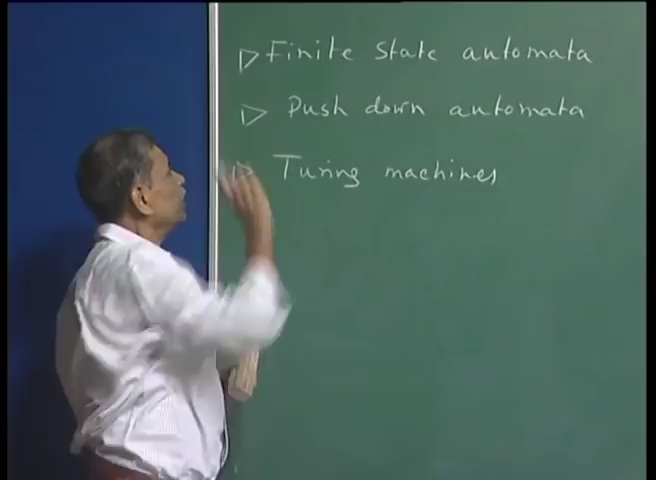 Finite state automata
Push down automata
Turing machines